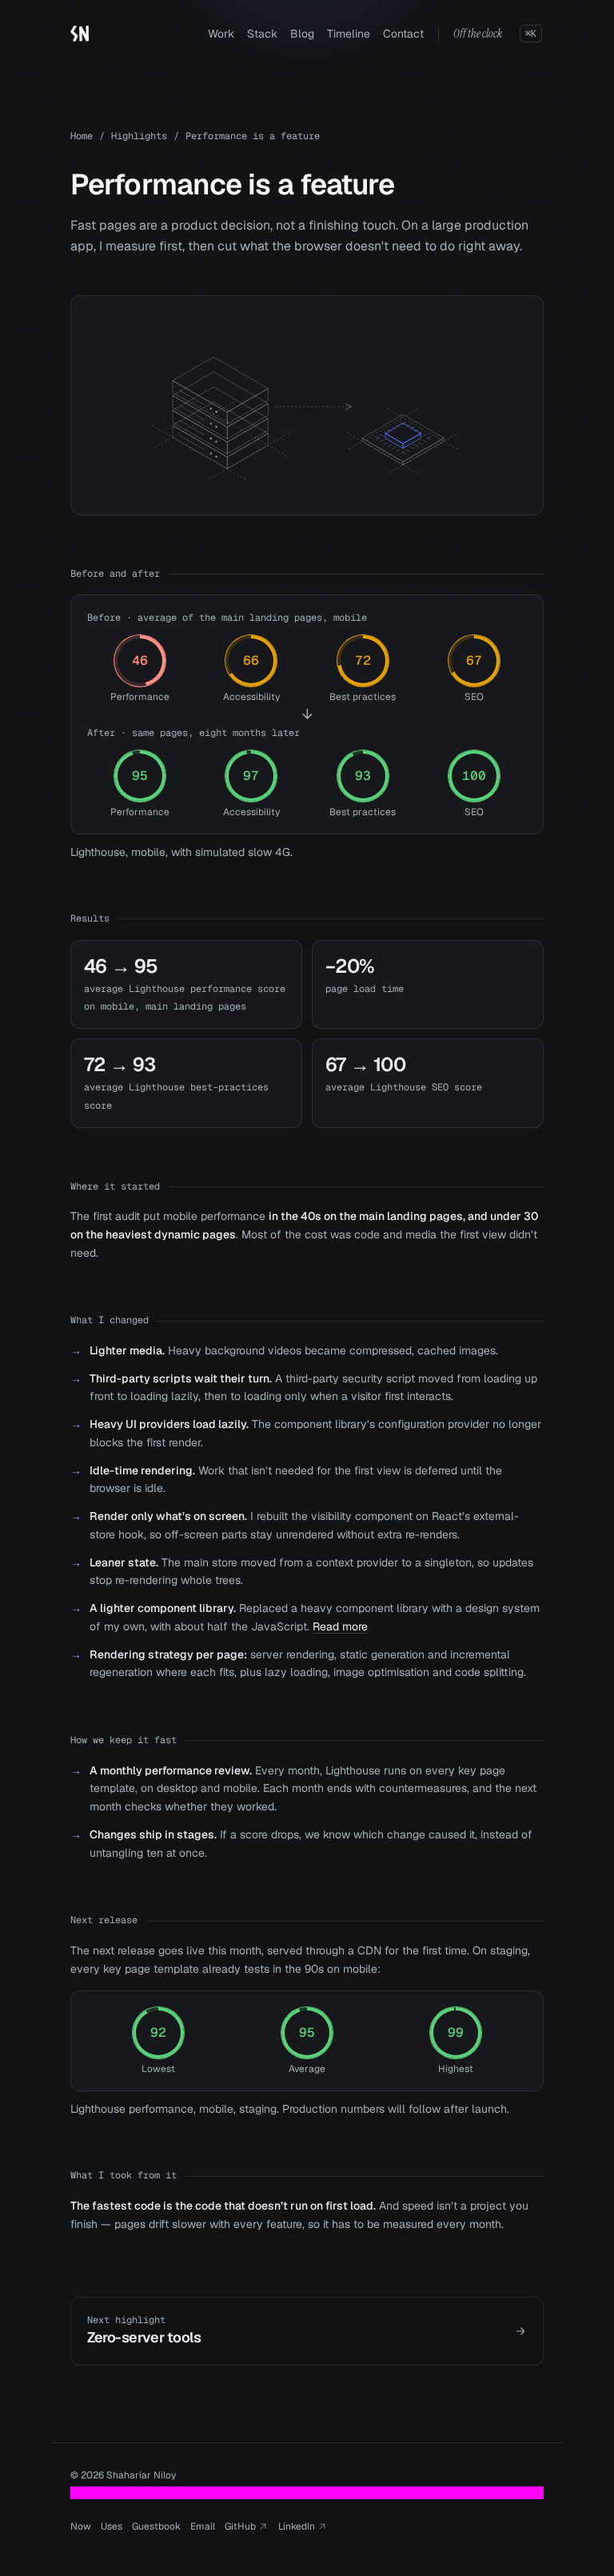 SN
Work Stack Blog Timeline Contact Off the clock ⌘K
Home / Highlights / Performance is a feature
Performance is a feature
Fast pages are a product decision, not a finishing touch. On a large production
app, I measure first, then cut what the browser doesn't need to do right away.
Before and after
Before · average of the main landing pages, mobile
46 66 72 67
Performance Accessibility Best practices SEO
↓
After · same pages, eight months later
95 97 93 100
Performance Accessibility Best practices SEO
Lighthouse, mobile, with simulated slow 4G.
Results
46 → 95
average Lighthouse performance score
on mobile, main landing pages
−20%
page load time
72 → 93
average Lighthouse best-practices
score
67 → 100
average Lighthouse SEO score
Where it started
The first audit put mobile performance in the 40s on the main landing pages, and under 30
on the heaviest dynamic pages. Most of the cost was code and media the first view didn't
need.
What I changed
→ Lighter media. Heavy background videos became compressed, cached images.
→ Third-party scripts wait their turn. A third-party security script moved from loading up
front to loading lazily, then to loading only when a visitor first interacts.
→ Heavy UI providers load lazily. The component library's configuration provider no longer
blocks the first render.
→ Idle-time rendering. Work that isn't needed for the first view is deferred until the
browser is idle.
→ Render only what's on screen. I rebuilt the visibility component on React's external-
store hook, so off-screen parts stay unrendered without extra re-renders.
→ Leaner state. The main store moved from a context provider to a singleton, so updates
stop re-rendering whole trees.
→ A lighter component library. Replaced a heavy component library with a design system
of my own, with about half the JavaScript. Read more
→ Rendering strategy per page: server rendering, static generation and incremental
regeneration where each fits, plus lazy loading, image optimisation and code splitting.
How we keep it fast
→ A monthly performance review. Every month, Lighthouse runs on every key page
template, on desktop and mobile. Each month ends with countermeasures, and the next
month checks whether they worked.
→ Changes ship in stages. If a score drops, we know which change caused it, instead of
untangling ten at once.
Next release
The next release goes live this month, served through a CDN for the first time. On staging,
every key page template already tests in the 90s on mobile:
92 95 99
Lowest Average Highest
Lighthouse performance, mobile, staging. Production numbers will follow after launch.
What I took from it
The fastest code is the code that doesn't run on first load. And speed isn't a project you
finish — pages drift slower with every feature, so it has to be measured every month.
Next highlight
Zero-server tools →
© 2026 Shahariar Niloy
Now Uses Guestbook Email GitHub ↗ LinkedIn ↗